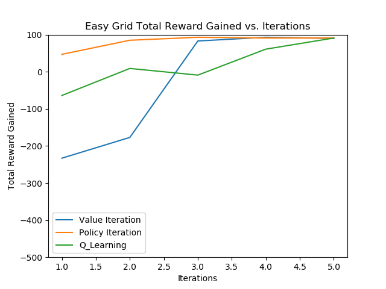 Easy Grid Total Reward Gained vs. Iterations
Total Reward Gained
100
0
−100
−200
−300
−400
−500
Value Iteration
Policy Iteration
Q_Learning
1.0 1.5 2.0 2.5 3.0 3.5 4.0 4.5 5.0
Iterations